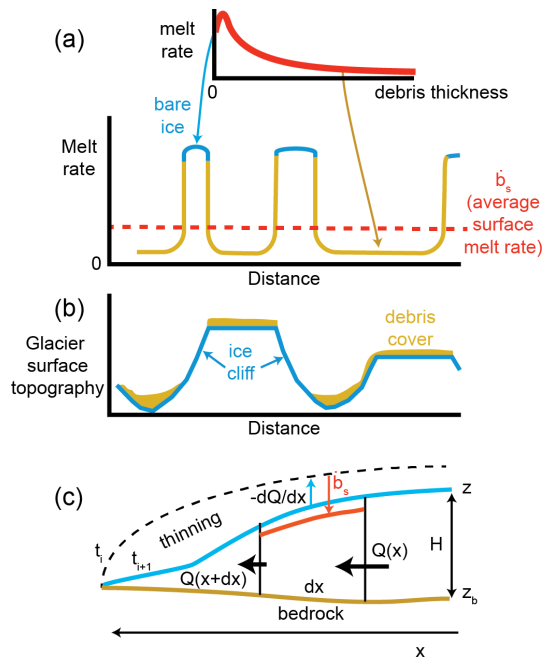 (a)
melt
rate
0
debris thickness
bare
ice
Melt
rate
0
ḃs
(average
surface
melt rate)
Distance
(b)
Glacier
surface
topography
ice
cliff
debris
cover
Distance
(c)
-dQ/dx
ḃs
z
thinning
ti
ti+1
Q(x+dx)
Q(x)
H
dx
bedrock
zb
x